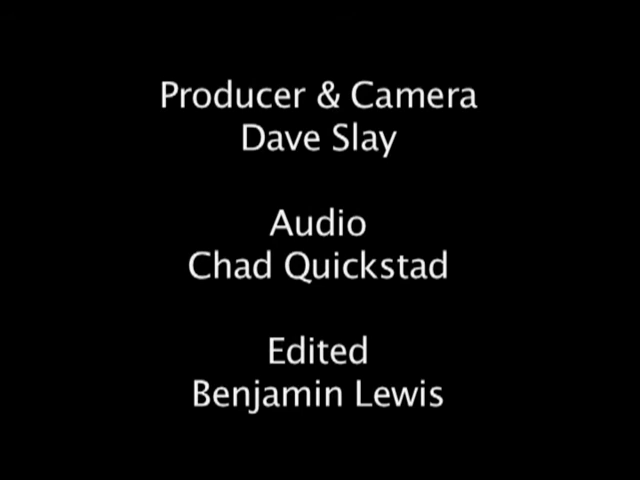 Producer & Camera
Dave Slay
Audio
Chad Quickstad
Edited
Benjamin Lewis